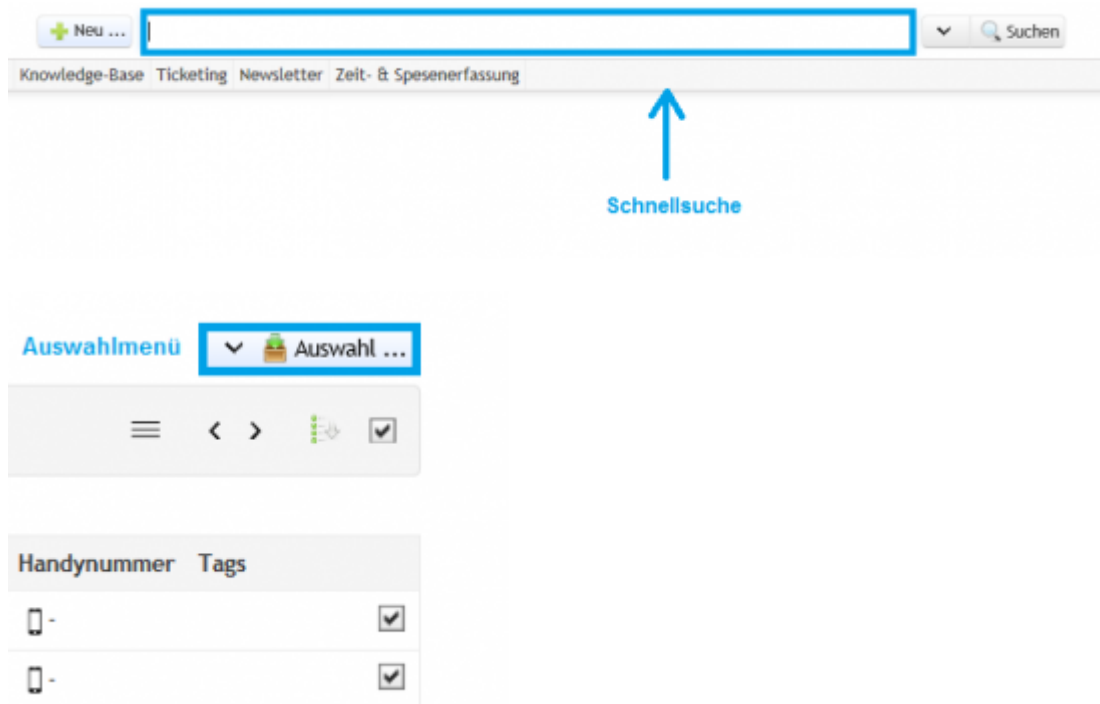 Neu ...
Suchen
Knowledge-Base Ticketing Newsletter Zeit- & Spesenerfassung
Schnellsuche
Auswahlmenü
Auswahl ...
Handynummer Tags
-
-